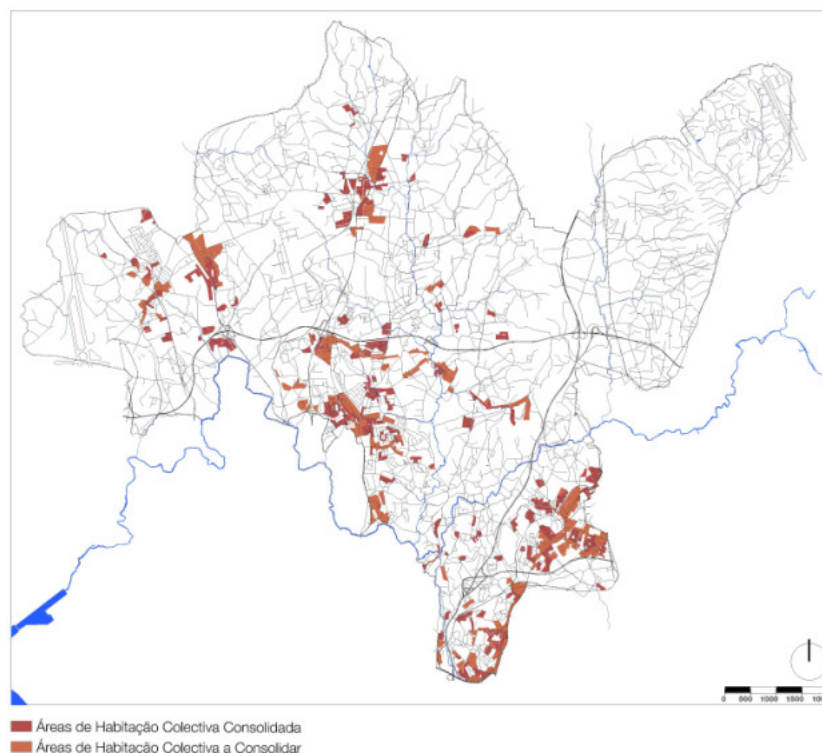 0 500 1000 1500
Áreas de Habitação Colectiva Consolidada
Áreas de Habitação Colectiva a Consolidar